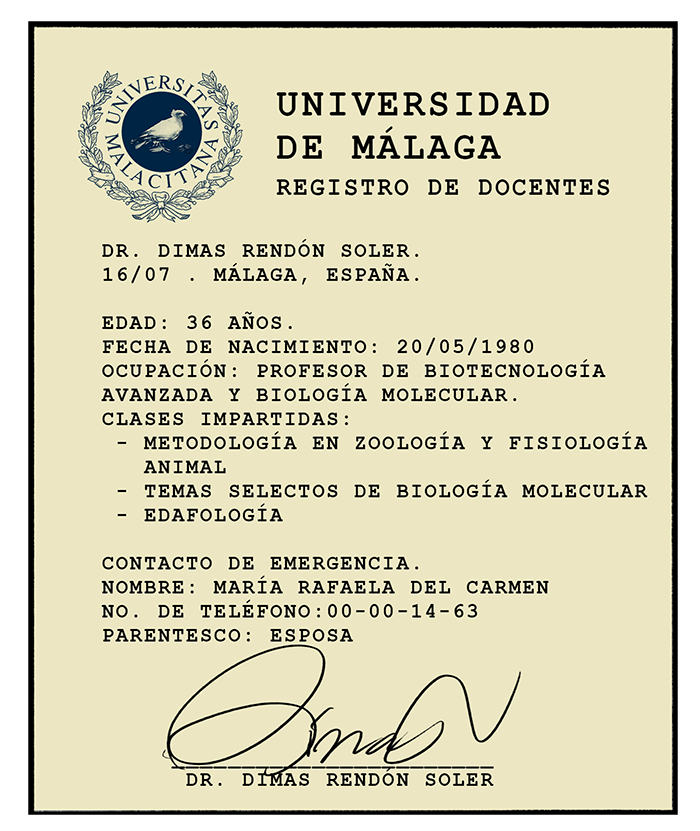 UNIVERSITAS MALACITANA
UNIVERSIDAD
DE MÁLAGA
REGISTRO DE DOCENTES
DR. DIMAS RENDÓN SOLER.
16/07 . MÁLAGA, ESPAÑA.
EDAD: 36 AÑOS.
FECHA DE NACIMIENTO: 20/05/1980
OCUPACIÓN: PROFESOR DE BIOTECNOLOGÍA
AVANZADA Y BIOLOGÍA MOLECULAR.
CLASES IMPARTIDAS:
- METODOLOGÍA EN ZOOLOGÍA Y FISIOLOGÍA
ANIMAL
- TEMAS SELECTOS DE BIOLOGÍA MOLECULAR
- EDAFOLOGÍA
CONTACTO DE EMERGENCIA.
NOMBRE: MARÍA RAFAELA DEL CARMEN
NO. DE TELÉFONO:00-00-14-63
PARENTESCO: ESPOSA
Dimas
DR. DIMAS RENDÓN SOLER